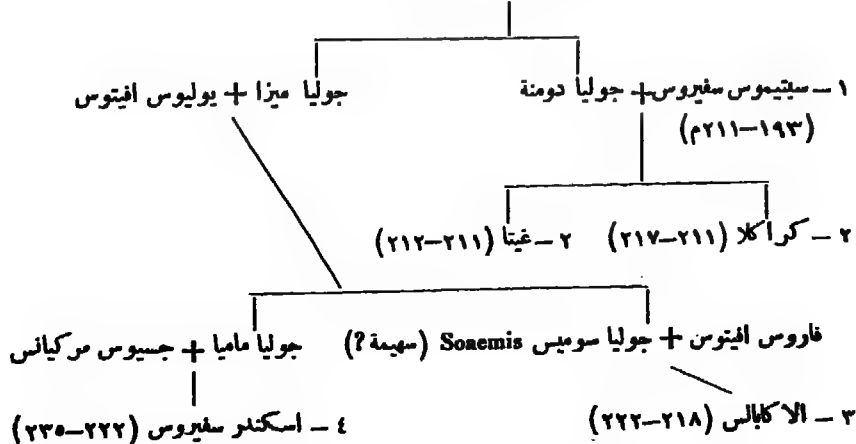 ١ – سبتيموس سفيروس + جوليا دومنة جوليا ميزا + يوليوس افيتوس
(١٩٣–٢١١م)
٢ – كراكلا (٢١١–٢١٧) ٢ – غيتا (٢١١–٢١٢)
فاروس افيتوس + جوليا سوميس Soaemis (سهيمة ?) جوليا ماميا + جسيوس مركيانس
٣ – الاكابالس (٢١٨–٢٢٢) ٤ – اسكندر سفيروس (٢٢٢–٢٣٥)